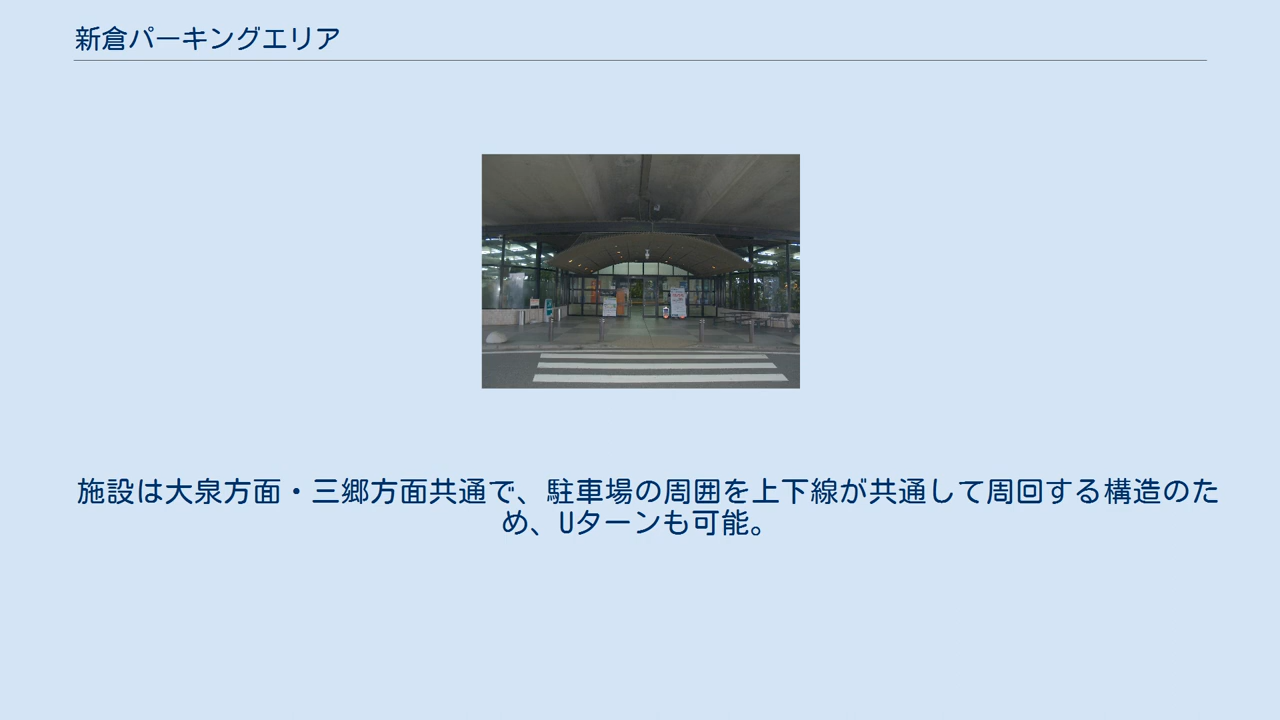 新倉パーキングエリア
施設は大泉方面・三郷方面共通で、駐車場の周囲を上下線が共通して周回する構造のた
め、Uターンも可能。